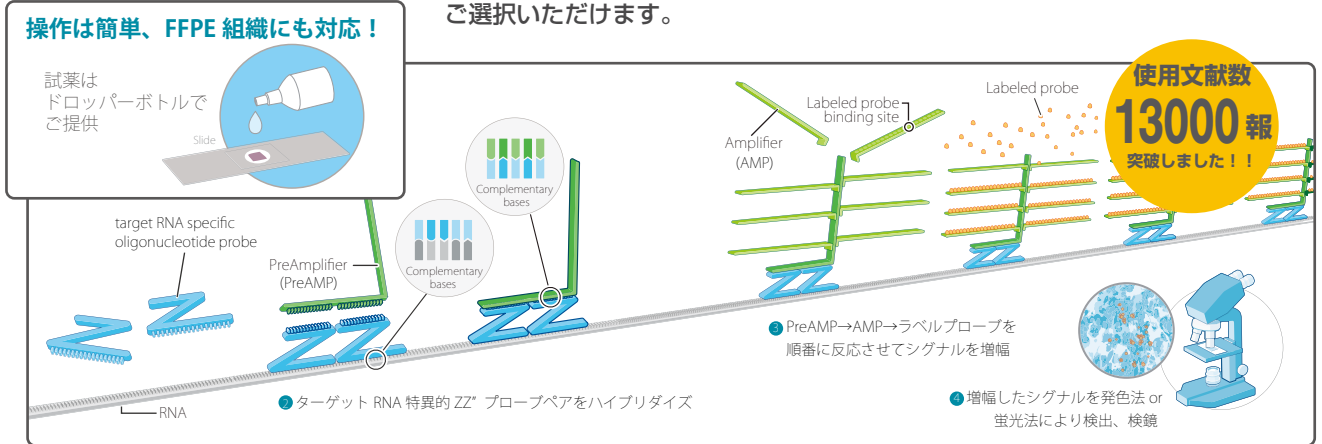 ご選択いただけます。
操作は簡単、FFPE 組織にも対応！
試薬は
ドロッパーボトルで
ご提供
Slide
使用文献数
13000 報
突破しました！！
Labeled probe
Labeled probe
binding site
Amplifier
(AMP)
Complementary
bases
target RNA specific
oligonucleotide probe
PreAmplifier
(PreAMP)
Complementary
bases
❸ PreAMP→AMP→ラベルプローブを
順番に反応させてシグナルを増幅
❷ ターゲット RNA 特異的 ZZ” プローブペアをハイブリダイズ
❹ 増幅したシグナルを発色法 or
蛍光法により検出、検鏡
RNA